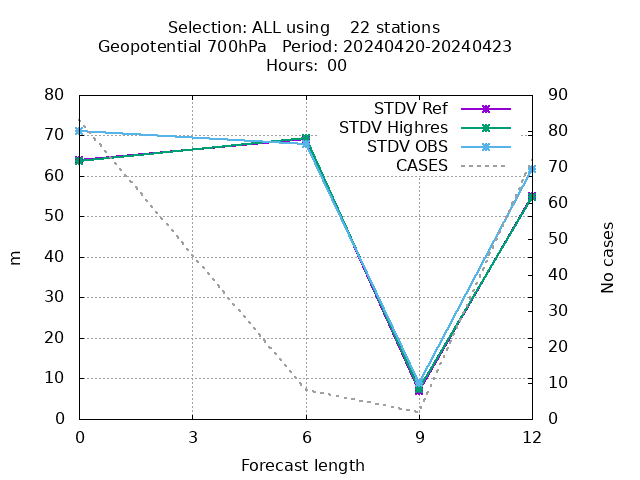 Selection: ALL using    22 stations
Geopotential 700hPa   Period: 20240420-20240423
Hours: 00
80 90
STDV Ref
STDV Highres
STDV OBS
CASES
70 80
60 70
50 60
40 50
30 40
20 30
10 20
0 10
0
m
No cases
0 3 6 9 12
Forecast length